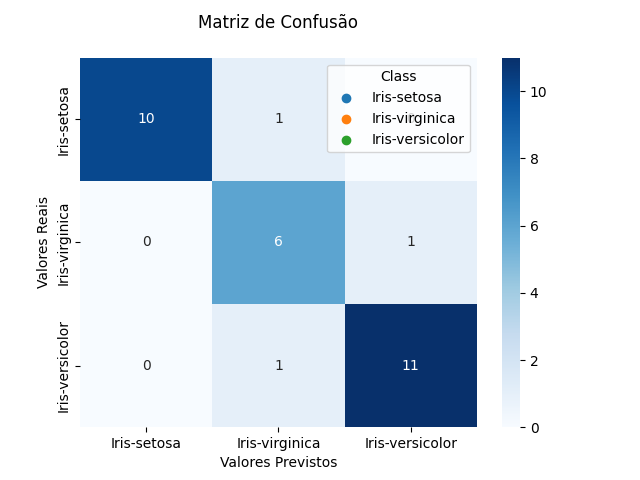 Matriz de Confusão
Class
Iris-setosa
Iris-virginica
Iris-versicolor
10 1
0 6 1
0 1 11
Valores Reais
Iris-setosa
Iris-virginica
Iris-versicolor
Iris-setosa Iris-virginica Iris-versicolor
Valores Previstos
10
8
6
4
2
0